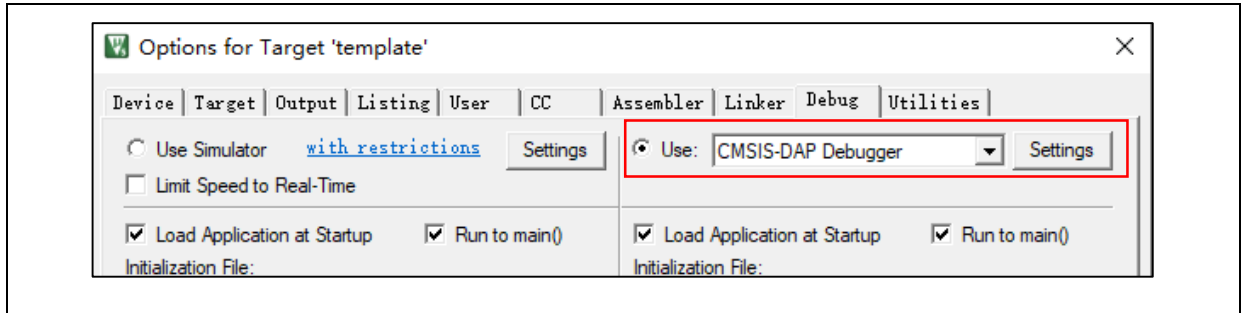 Options for Target 'template'
Device Target Output Listing User CC Assembler Linker Debug Utilities
Use Simulator with restrictions Settings Use: CMSIS-DAP Debugger Settings
Limit Speed to Real-Time
Load Application at Startup Run to main() Load Application at Startup Run to main()
Initialization File: Initialization File: